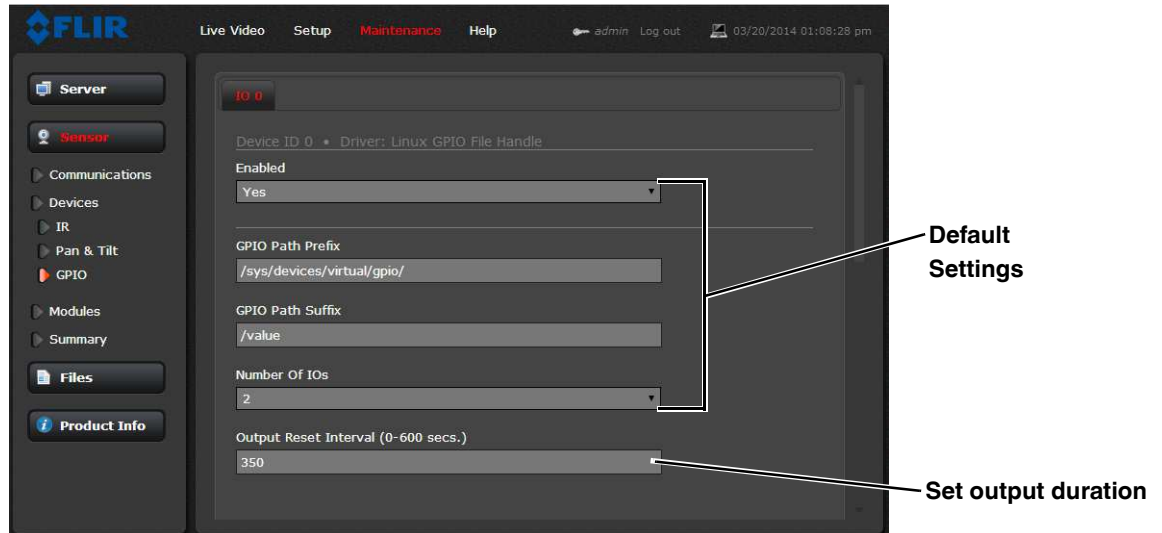 FLIR
Live Video Setup Maintenance Help admin Log out 03/20/2014 01:08:28 pm
Server
Sensor
Communications
Devices
IR
Pan & Tilt
GPIO
Modules
Summary
Files
Product Info
IO 0
Device ID 0 • Driver: Linux GPIO File Handle
Enabled
Yes
GPIO Path Prefix
/sys/devices/virtual/gpio/
GPIO Path Suffix
/value
Number Of IOs
2
Output Reset Interval (0-600 secs.)
350
Default
Settings
Set output duration